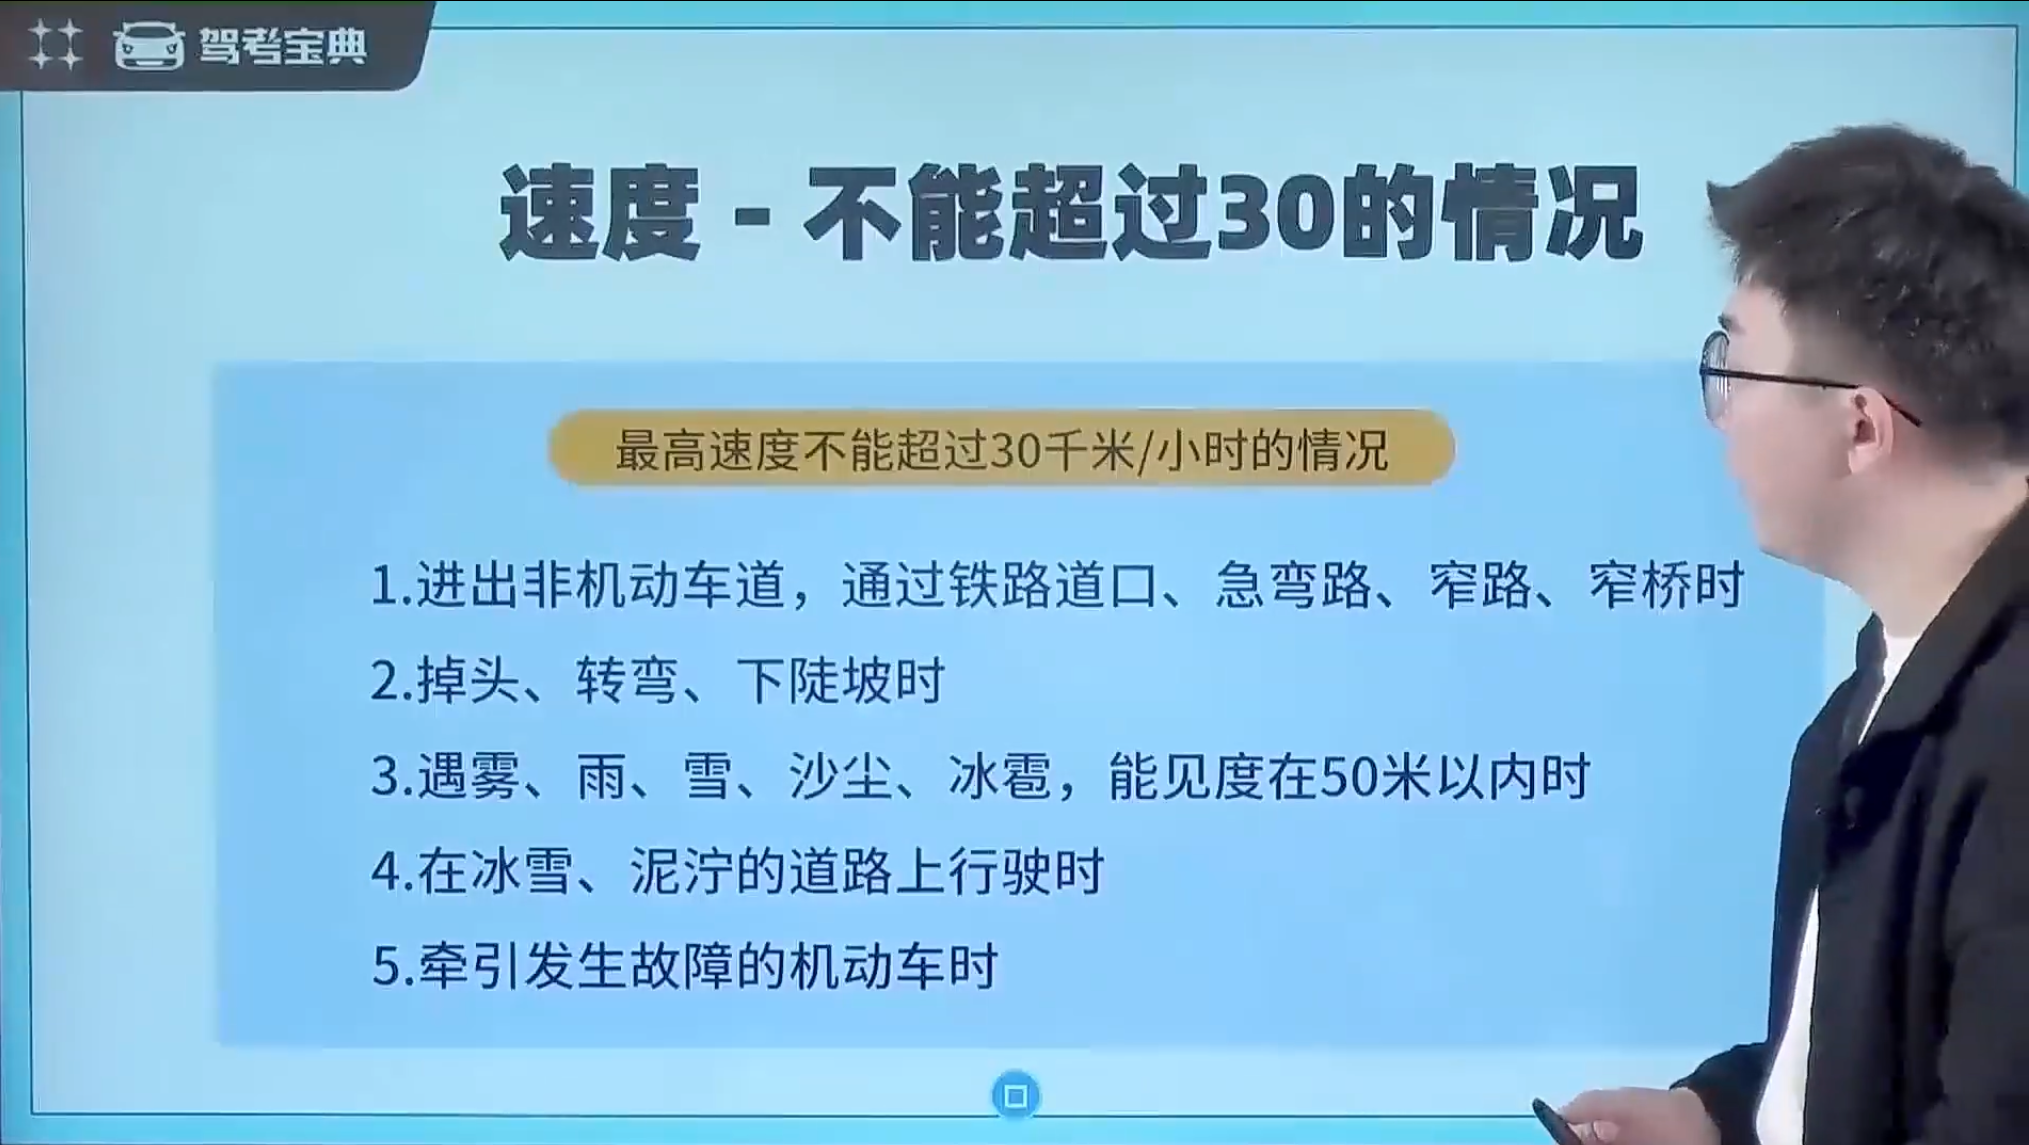 驾考宝典
速度 - 不能超过30的情况
最高速度不能超过30千米/小时的情况
1.进出非机动车道，通过铁路道口、急弯路、窄路、窄桥时
2.掉头、转弯、下陡坡时
3.遇雾、雨、雪、沙尘、冰雹，能见度在50米以内时
4.在冰雪、泥泞的道路上行驶时
5.牵引发生故障的机动车时